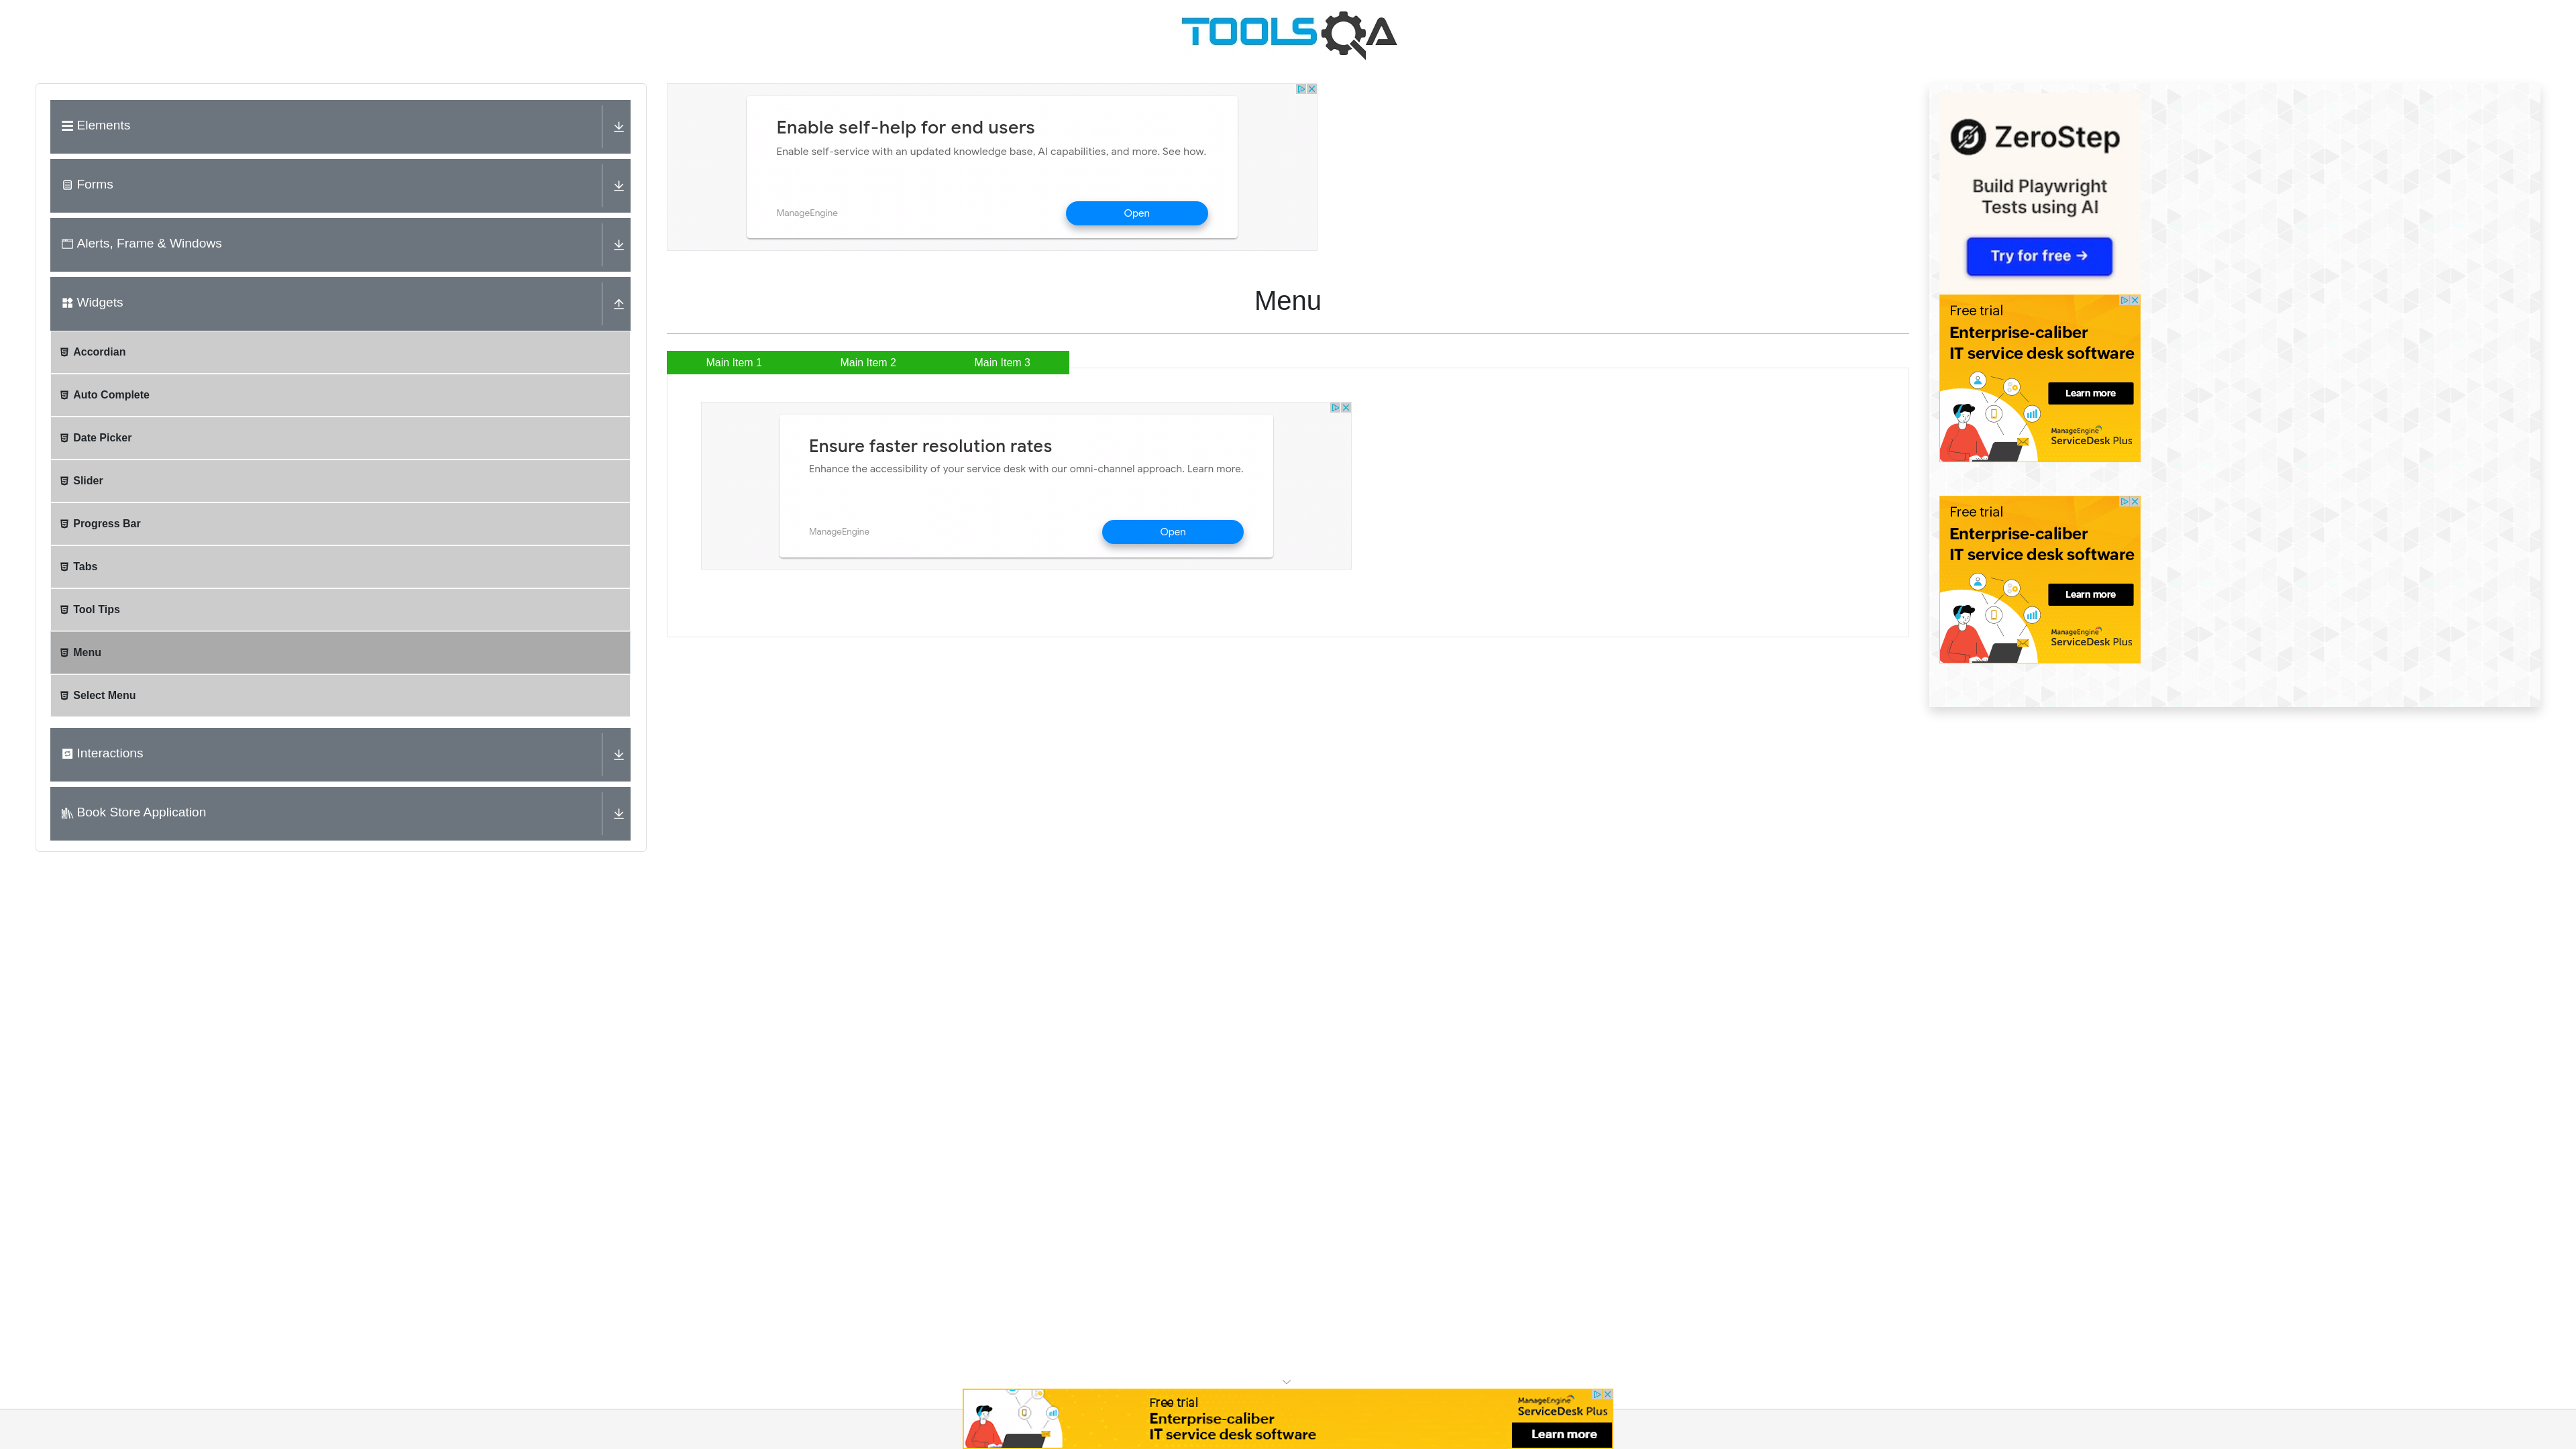 TOOLSQA
Elements
Forms
Alerts, Frame & Windows
Widgets
Accordian
Auto Complete
Date Picker
Slider
Progress Bar
Tabs
Tool Tips
Menu
Select Menu
Interactions
Book Store Application
Enable self-help for end users
Enable self-service with an updated knowledge base, AI capabilities, and more. See how.
ManageEngine
Open
Menu
Main Item 1
Main Item 2
Main Item 3
Ensure faster resolution rates
Enhance the accessibility of your service desk with our omni-channel approach. Learn more.
ManageEngine
Open
ZeroStep
Build Playwright
Tests using AI
Try for free →
Free trial
Enterprise-caliber
IT service desk software
Learn more
ManageEngine
ServiceDesk Plus
Free trial
Enterprise-caliber
IT service desk software
Learn more
ManageEngine
ServiceDesk Plus
Free trial
Enterprise-caliber
IT service desk software
ManageEngine
ServiceDesk Plus
Learn more